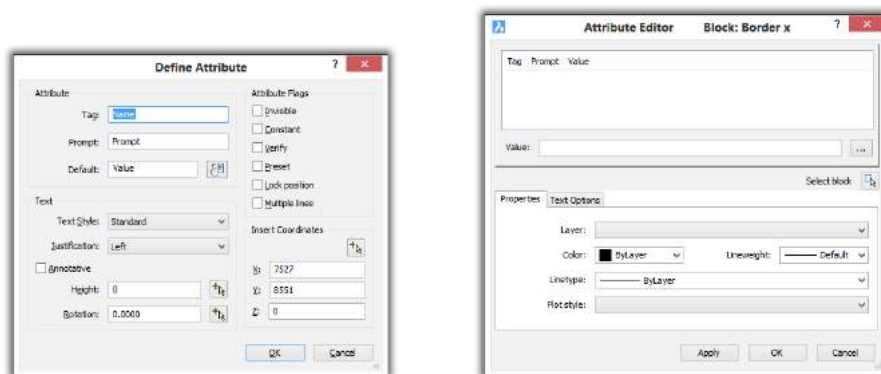 Define Attribute ?
Attribute
Tag: Name
Prompt: Prompt
Default: Value
Text
Text Style: Standard
Justification: Left
Annotative
Height: 0
Rotation: 0.0000
Attribute Flags
Invisible
Constant
Verify
Preset
Lock position
Multiple lines
Insert Coordinates
X: 7527
Y: 8551
Z: 0
OK Cancel
Attribute Editor Block: Border x ?
Tag Prompt Value
Value: ...
Select block
Properties Text Options
Layer:
Color: ByLayer Lineweight: Default
Linetype: ByLayer
Plot style:
Apply OK Cancel